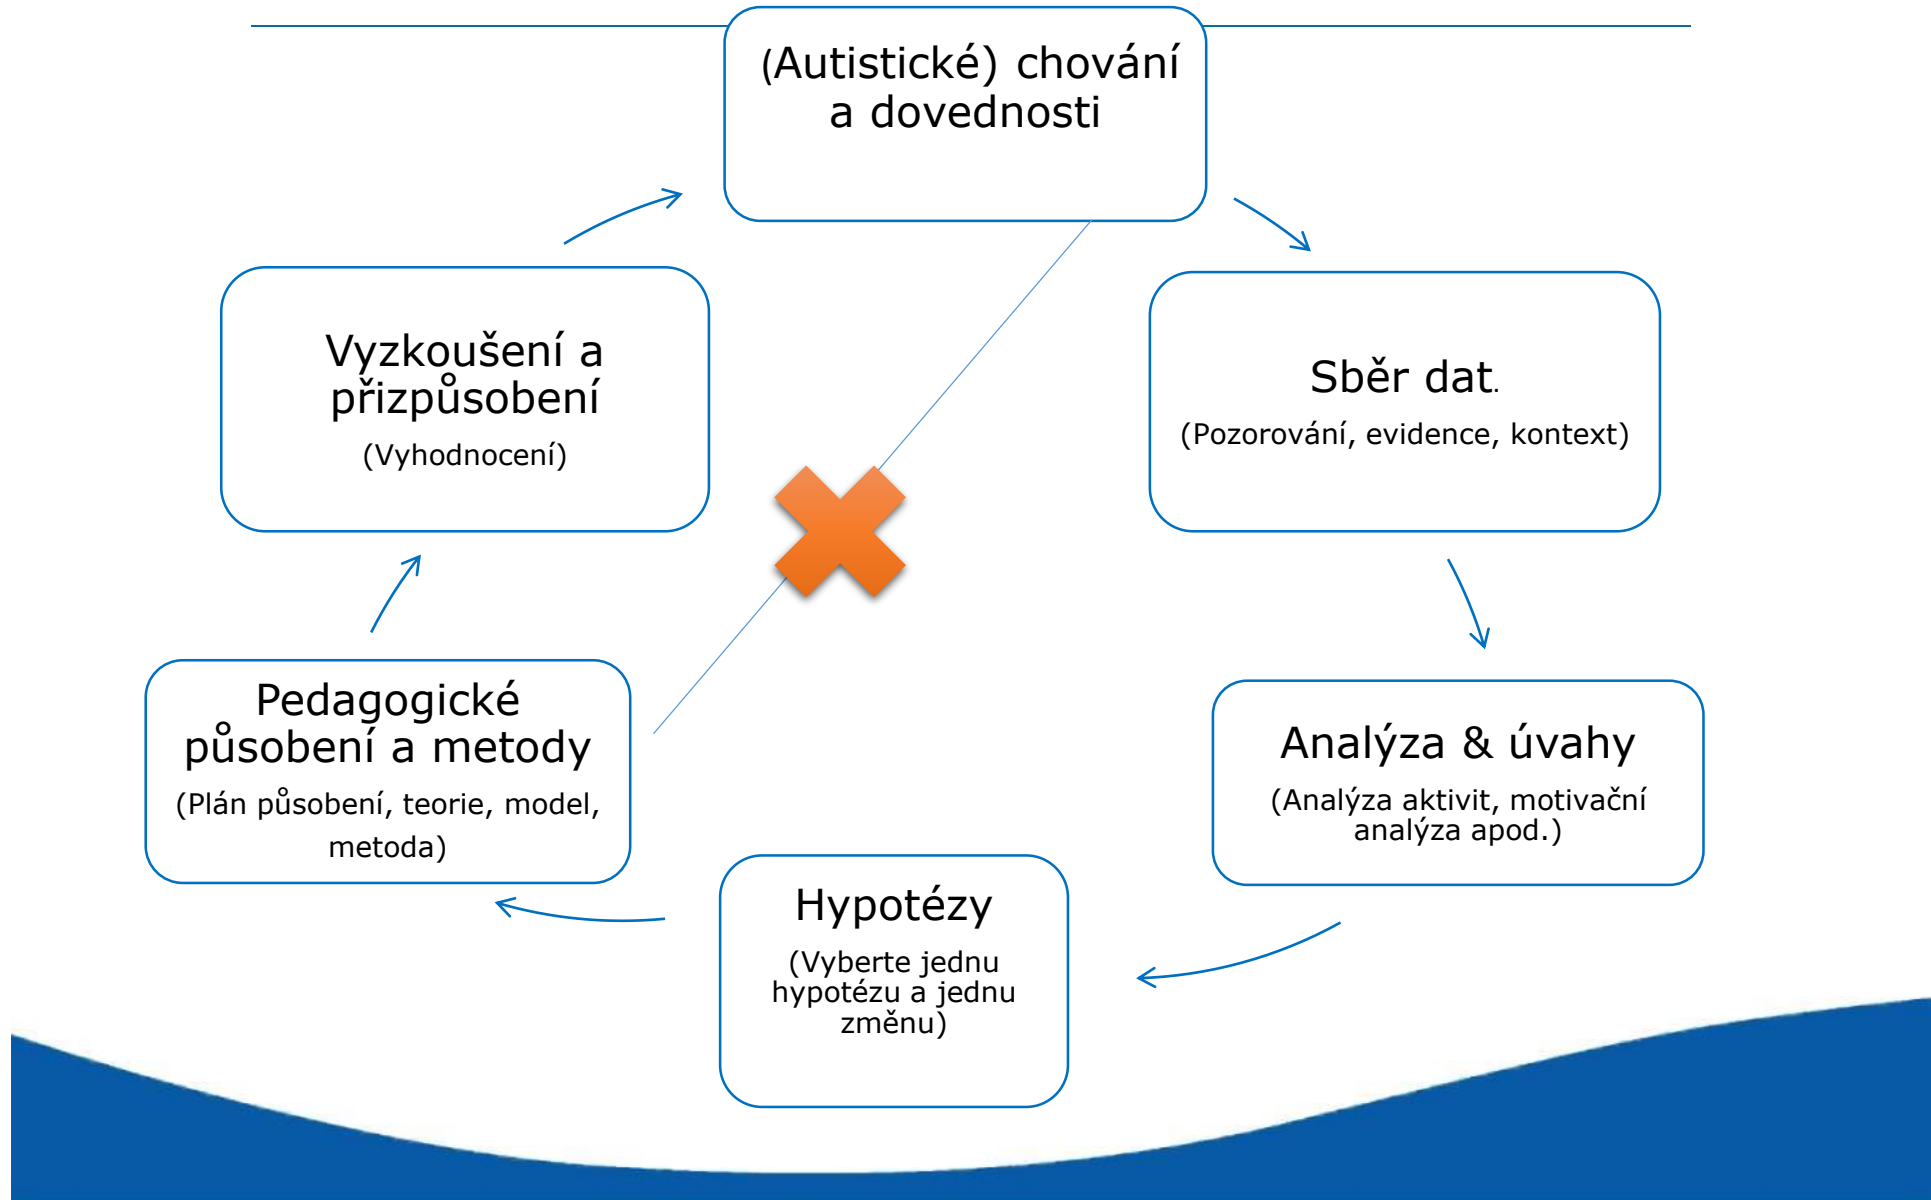 (Autistické) chování
a dovednosti
Sběr dat.
(Pozorování, evidence, kontext)
Analýza & úvahy
(Analýza aktivit, motivační
analýza apod.)
Hypotézy
(Vyberte jednu
hypotézu a jednu
změnu)
Pedagogické
působení a metody
(Plán působení, teorie, model,
metoda)
Vyzkoušení a
přizpůsobení
(Vyhodnocení)